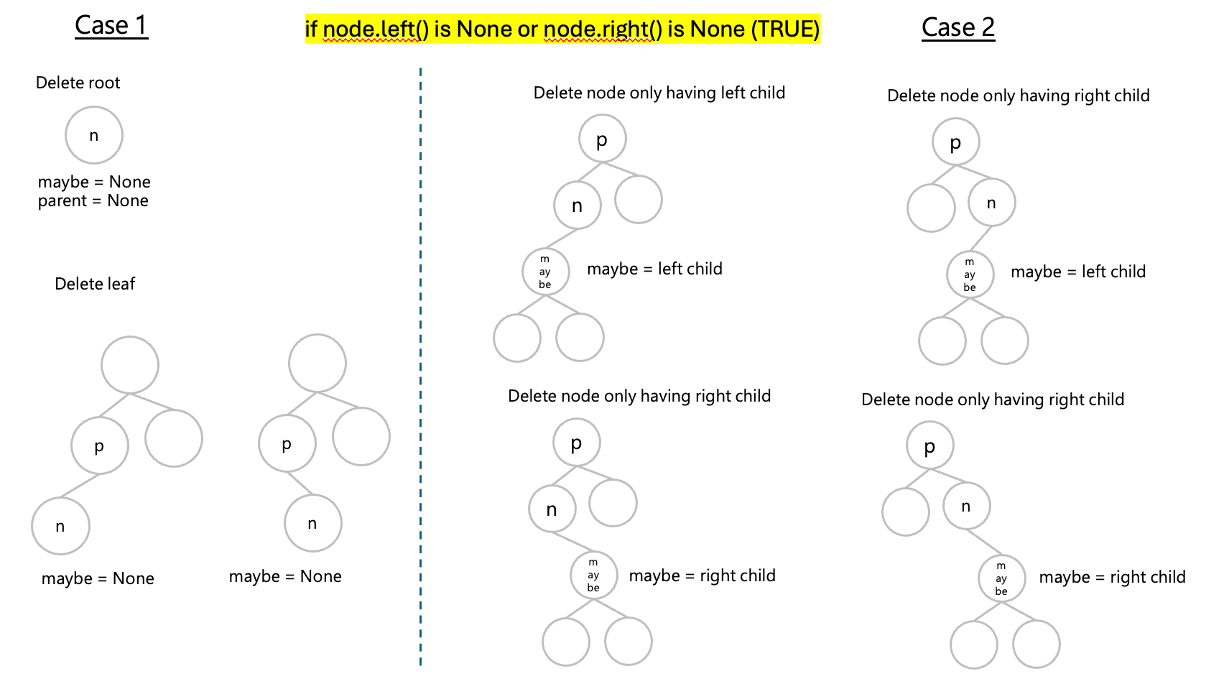 Case 1
if node.left() is None or node.right() is None (TRUE)
Case 2
Delete root
n
maybe = None
parent = None
Delete leaf
p
n
maybe = None
p
n
maybe = None
Delete node only having left child
p
n
m
ay
be
maybe = left child
Delete node only having right child
p
n
m
ay
be
maybe = left child
Delete node only having right child
p
n
m
ay
be
maybe = right child
Delete node only having right child
p
n
m
ay
be
maybe = right child